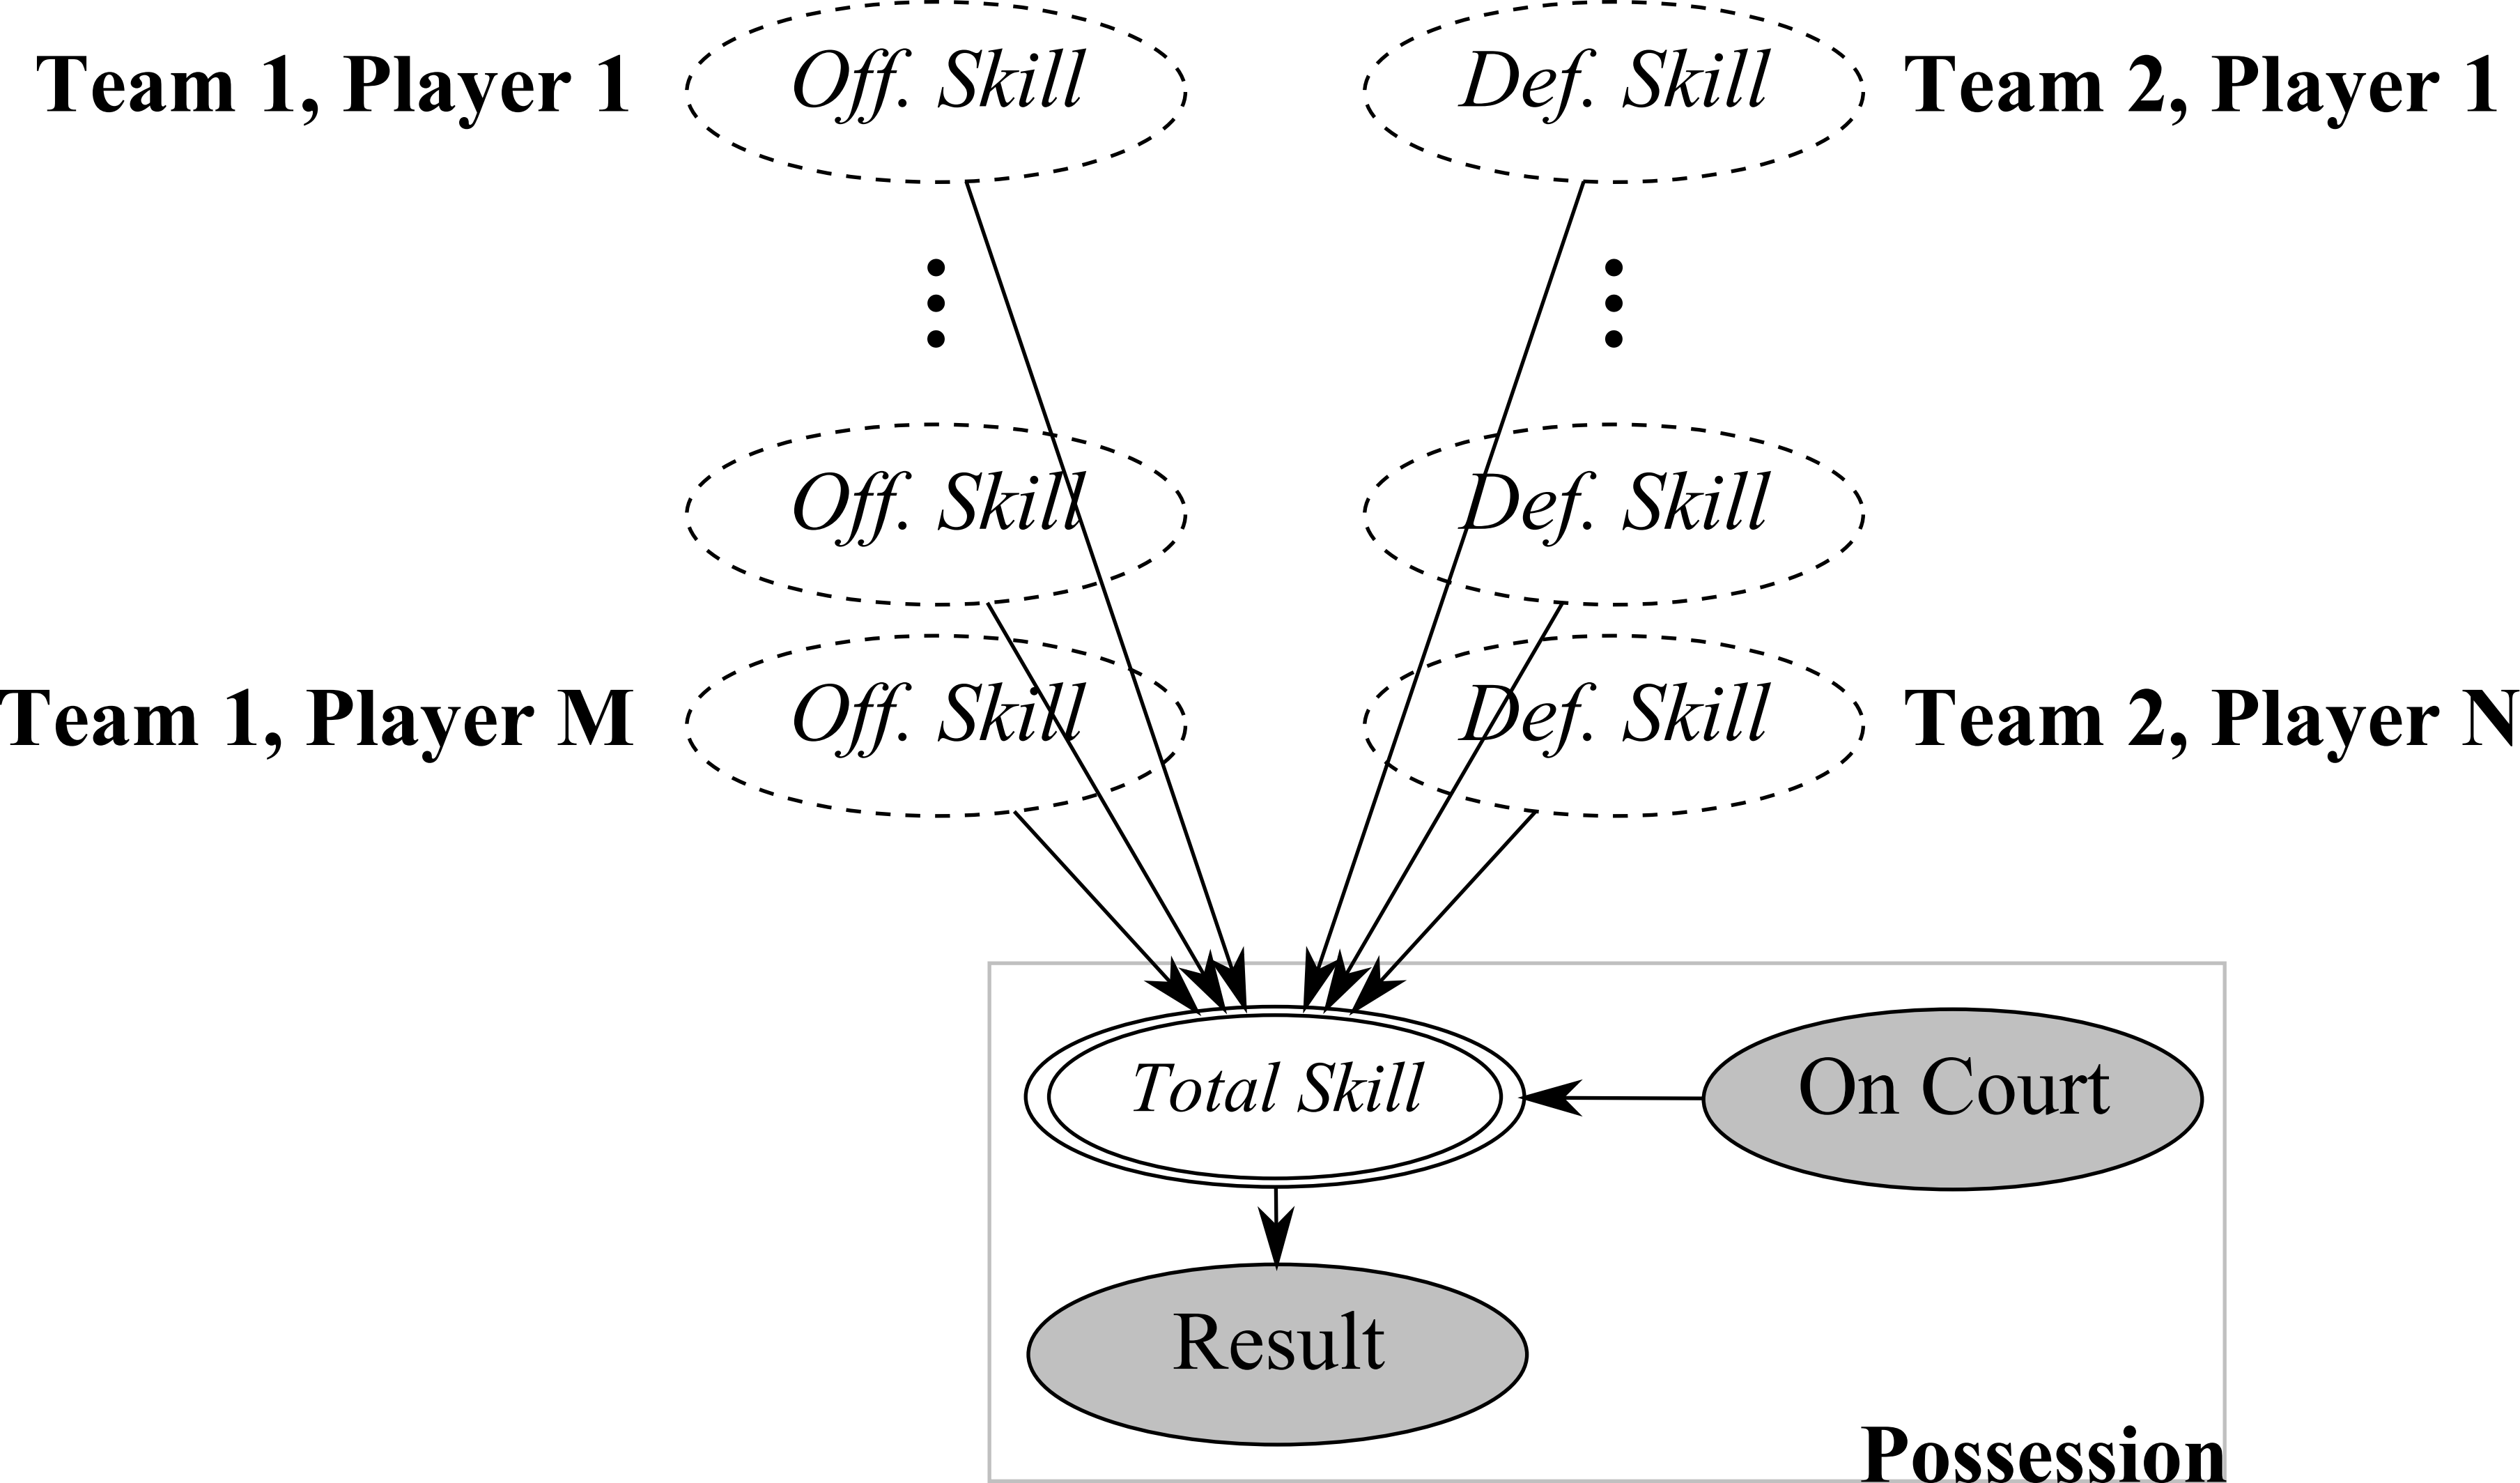 Team 1, Player 1 Off. Skill Def. Skill Team 2, Player 1
Off. Skill Def. Skill
Team 1, Player M Off. Skill Def. Skill Team 2, Player N
Total Skill On Court
Result
Possession